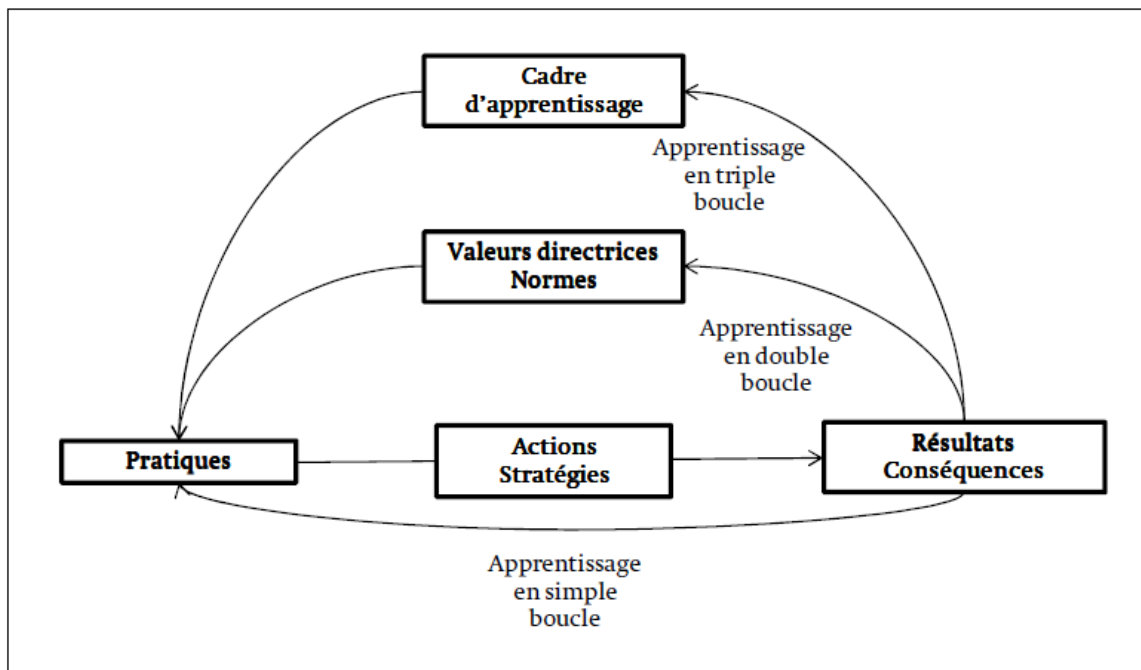 Cadre
d'apprentissage
Apprentissage
en triple
boucle
Valeurs directrices
Normes
Apprentissage
en double
boucle
Pratiques
Actions
Stratégies
Résultats
Conséquences
Apprentissage
en simple
boucle